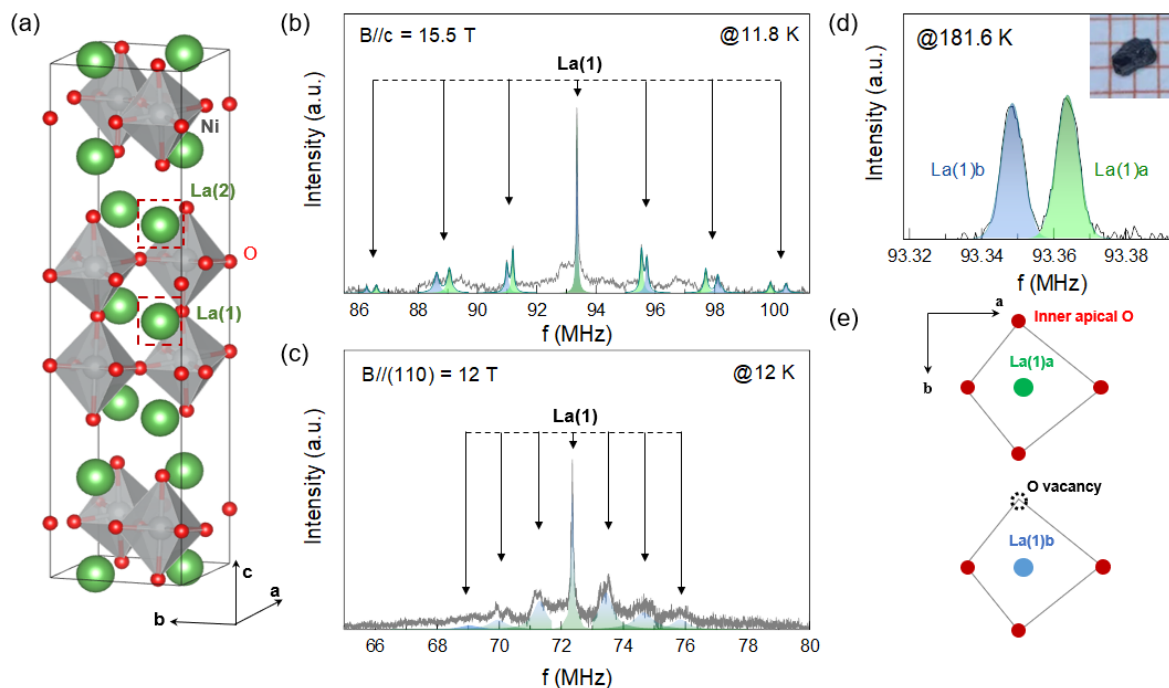 (a)
Ni
La(2)
O
La(1)
c
a
b
(b)
B//c = 15.5 T
@11.8 K
La(1)
Intensity (a.u.)
86 88 90 92 94 96 98 100
f (MHz)
(c)
B//(110) = 12 T
@12 K
La(1)
Intensity (a.u.)
66 68 70 72 74 76 78 80
f (MHz)
(d)
@181.6 K
La(1)b
La(1)a
Intensity (a.u.)
93.32 93.34 93.36 93.38
f (MHz)
(e)
a
b
Inner apical O
La(1)a
O vacancy
La(1)b